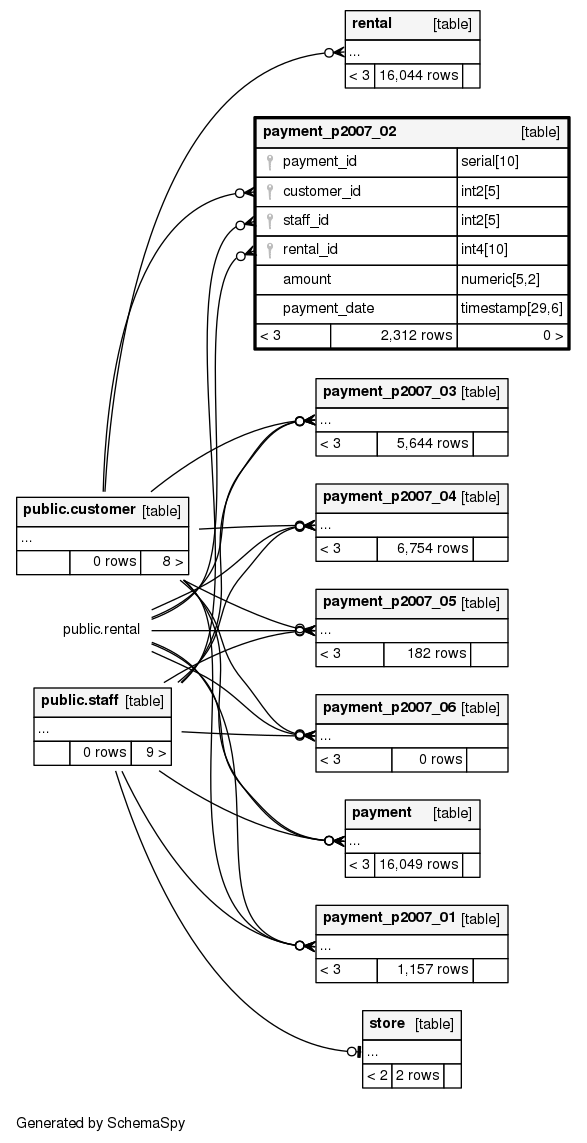 rental [table]
...
< 3 16,044 rows
payment_p2007_02 [table]
payment_id serial[10]
customer_id int2[5]
staff_id int2[5]
rental_id int4[10]
amount numeric[5,2]
payment_date timestamp[29,6]
< 3 2,312 rows 0 >
payment_p2007_03 [table]
...
< 3 5,644 rows
payment_p2007_04 [table]
...
< 3 6,754 rows
public.customer [table]
...
0 rows 8 >
payment_p2007_05 [table]
...
< 3 182 rows
public.rental
public.staff [table]
...
0 rows 9 >
payment_p2007_06 [table]
...
< 3 0 rows
payment [table]
...
< 3 16,049 rows
payment_p2007_01 [table]
...
< 3 1,157 rows
store [table]
...
< 2 2 rows
Generated by SchemaSpy